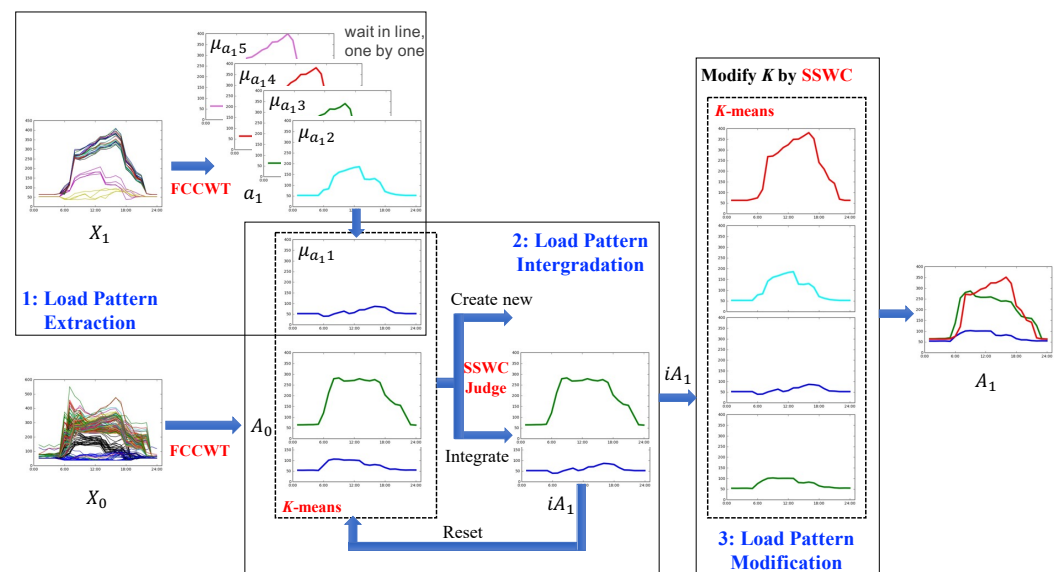 wait in line,
one by one
μa₁5
μa₁4
μa₁3
μa₁2
a₁
FCCWT
X₁
1: Load Pattern
Extraction
μa₁1
2: Load Pattern
Intergradation
Create new
SSWC
Judge
Integrate
A₀
FCCWT
X₀
K-means
iA₁
Reset
iA₁
Modify K by SSWC
K-means
3: Load Pattern
Modification
A₁